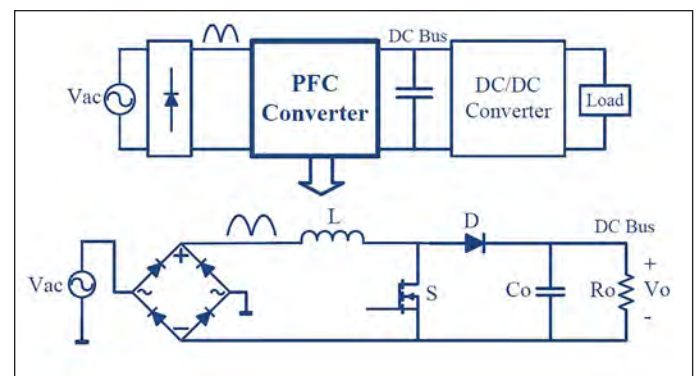 DC Bus
Vac
PFC
Converter
DC/DC
Converter
Load
L
D
DC Bus
Vac
+
~
~
−
S
Co
Ro
+
Vo
-